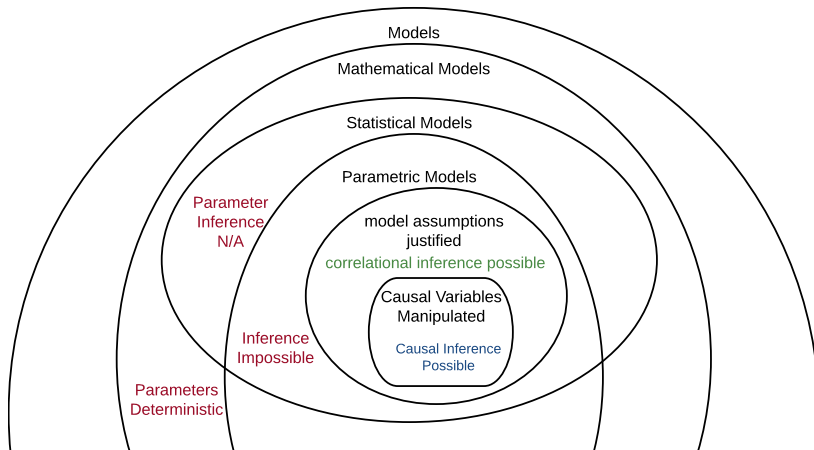 Models
Mathematical Models
Statistical Models
Parametric Models
Parameter
Inference
N/A
model assumptions
justified
correlational inference possible
Causal Variables
Manipulated
Causal Inference
Possible
Inference
Impossible
Parameters
Deterministic